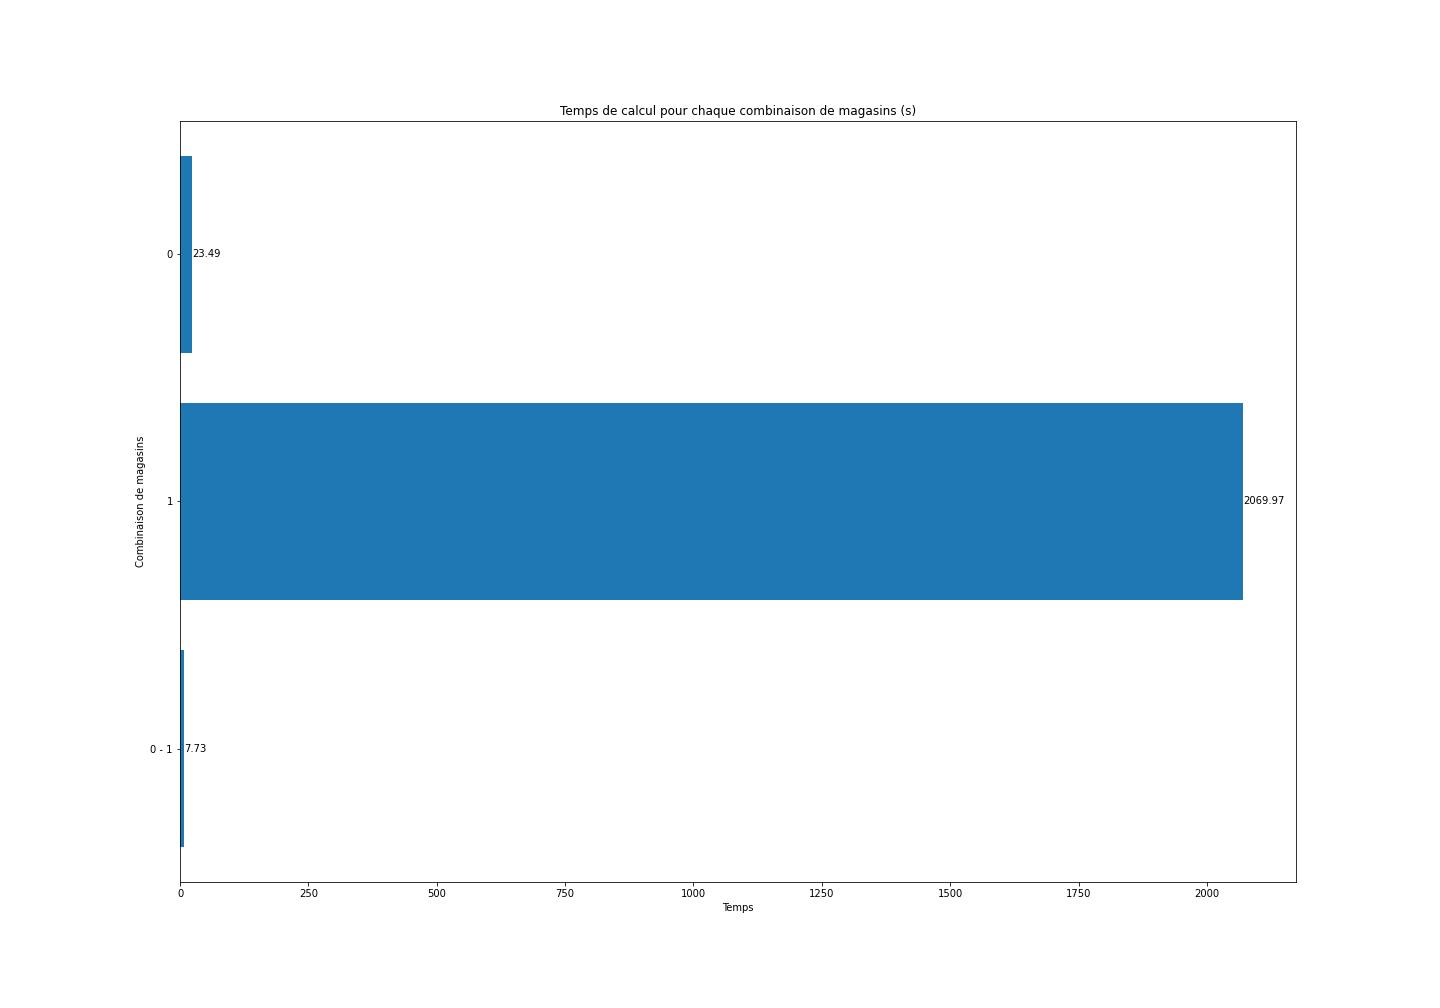 Temps de calcul pour chaque combinaison de magasins (s)
Combinaison de magasins
0
23.49
1
2069.97
0 - 1
7.73
0 250 500 750 1000 1250 1500 1750 2000
Temps